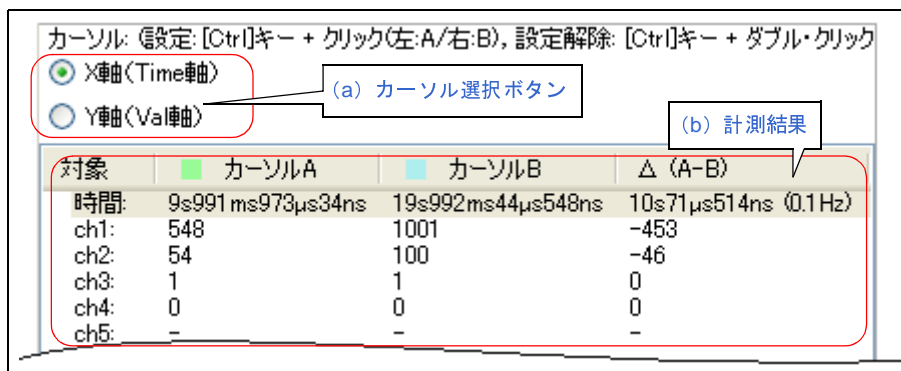 カーソル: (設定: [Ctrl]キー + クリック(左:A/右:B), 設定解除: [Ctrl]キー + ダブル・クリック
X軸(Time軸)
(a) カーソル選択ボタン
Y軸(Val軸)
(b) 計測結果
対象 カーソルA カーソルB Δ (A-B)
時間: 9s991ms973μs34ns 19s992ms44μs548ns 10s71μs514ns (0.1Hz)
ch1: 548 1001 -453
ch2: 54 100 -46
ch3: 1 1 0
ch4: 0 0 0
ch5: - - -